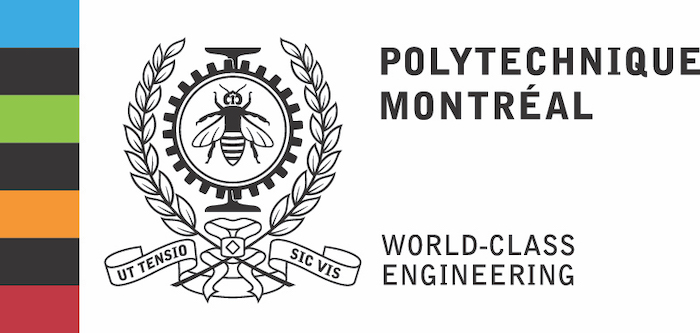 POLYTECHNIQUE
MONTRÉAL
UT TENSIO
SIC VIS
WORLD-CLASS
ENGINEERING